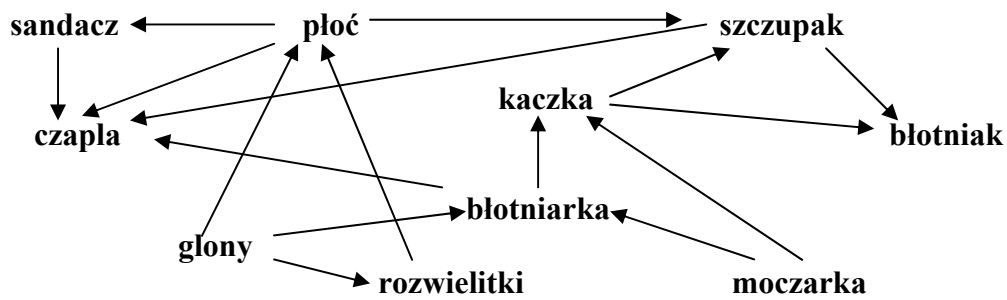 sandacz płoć szczupak
kaczka
czapla błotniak
błotniarka
glony
rozwielitki moczarka